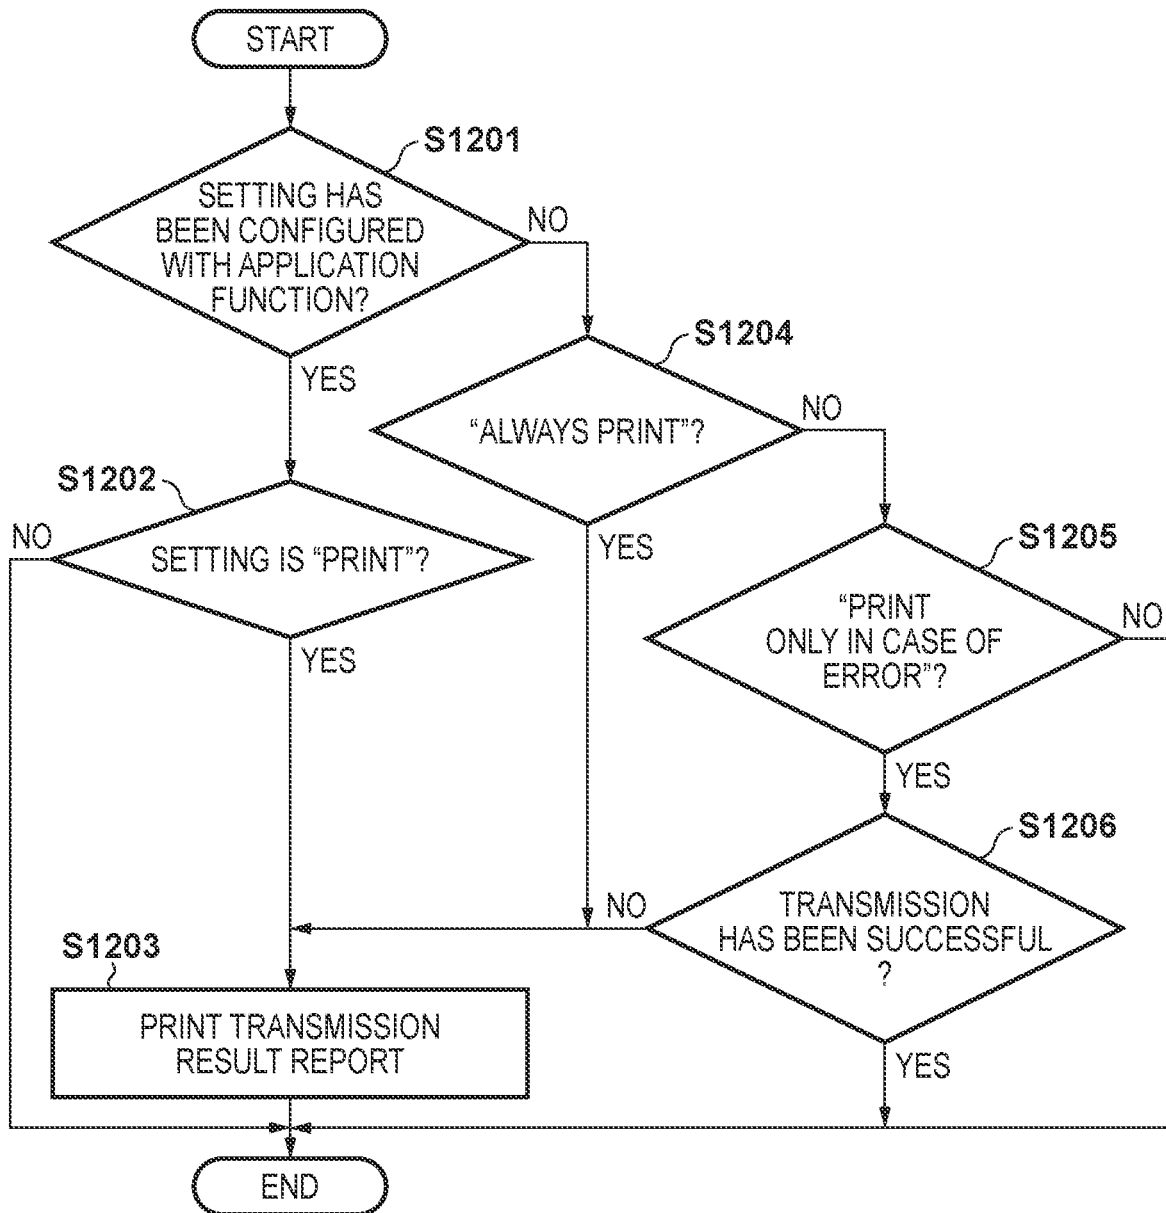 START
S1201
SETTING HAS
BEEN CONFIGURED
WITH APPLICATION
FUNCTION?
NO
YES
S1204
"ALWAYS PRINT"?
NO
YES
S1202
NO
SETTING IS "PRINT"?
YES
S1205
"PRINT
ONLY IN CASE OF
ERROR"?
NO
YES
S1206
NO
TRANSMISSION
HAS BEEN SUCCESSFUL
?
YES
S1203
PRINT TRANSMISSION
RESULT REPORT
END